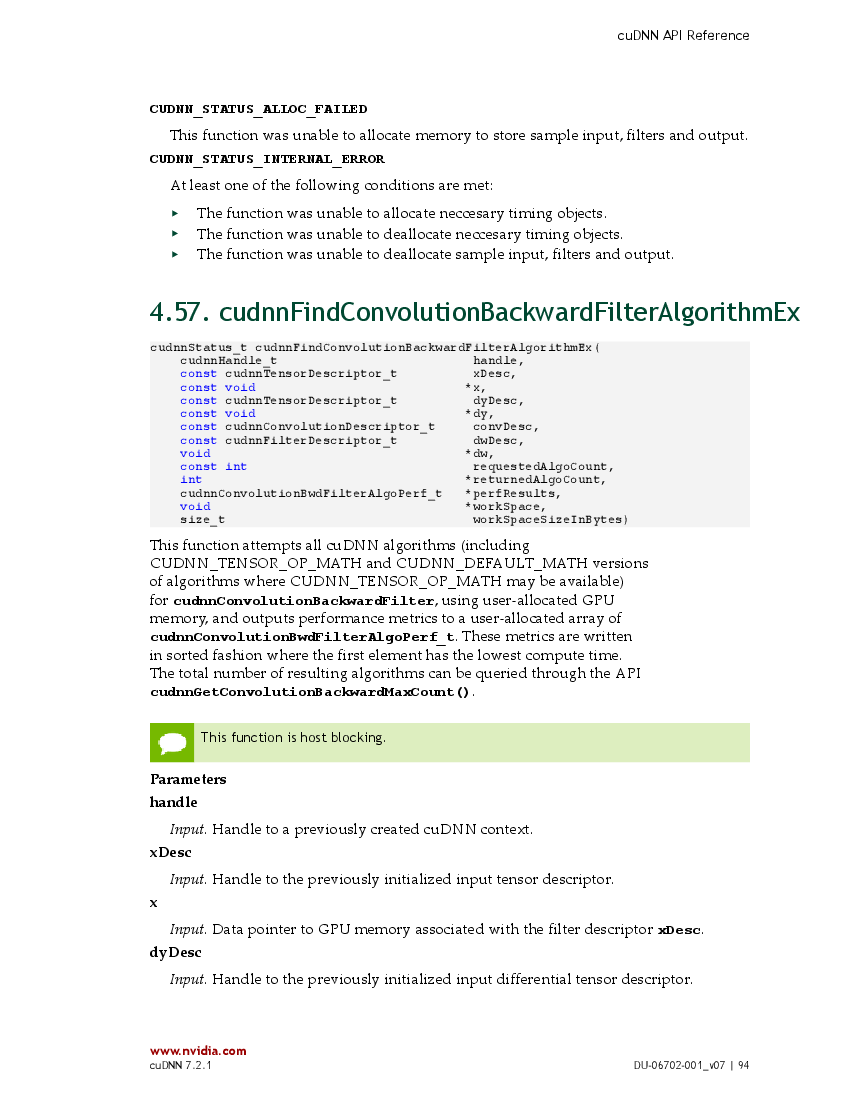 cuDNN API Reference
CUDNN_STATUS_ALLOC_FAILED
This function was unable to allocate memory to store sample input, filters and output.
CUDNN_STATUS_INTERNAL_ERROR
At least one of the following conditions are met:
▸ The function was unable to allocate neccesary timing objects.
▸ The function was unable to deallocate neccesary timing objects.
▸ The function was unable to deallocate sample input, filters and output.
4.57. cudnnFindConvolutionBackwardFilterAlgorithmEx
cudnnStatus_t cudnnFindConvolutionBackwardFilterAlgorithmEx(
    cudnnHandle_t                          handle,
    const cudnnTensorDescriptor_t          xDesc,
    const void                            *x,
    const cudnnTensorDescriptor_t          dyDesc,
    const void                            *dy,
    const cudnnConvolutionDescriptor_t     convDesc,
    const cudnnFilterDescriptor_t          dwDesc,
    void                                  *dw,
    const int                              requestedAlgoCount,
    int                                   *returnedAlgoCount,
    cudnnConvolutionBwdFilterAlgoPerf_t   *perfResults,
    void                                  *workSpace,
    size_t                                 workSpaceSizeInBytes)
This function attempts all cuDNN algorithms (including
CUDNN_TENSOR_OP_MATH and CUDNN_DEFAULT_MATH versions
of algorithms where CUDNN_TENSOR_OP_MATH may be available)
for cudnnConvolutionBackwardFilter, using user-allocated GPU
memory, and outputs performance metrics to a user-allocated array of
cudnnConvolutionBwdFilterAlgoPerf_t. These metrics are written
in sorted fashion where the first element has the lowest compute time.
The total number of resulting algorithms can be queried through the API
cudnnGetConvolutionBackwardMaxCount().
This function is host blocking.
Parameters
handle
Input. Handle to a previously created cuDNN context.
xDesc
Input. Handle to the previously initialized input tensor descriptor.
x
Input. Data pointer to GPU memory associated with the filter descriptor xDesc.
dyDesc
Input. Handle to the previously initialized input differential tensor descriptor.
www.nvidia.com
cuDNN 7.2.1
DU-06702-001_v07 | 94